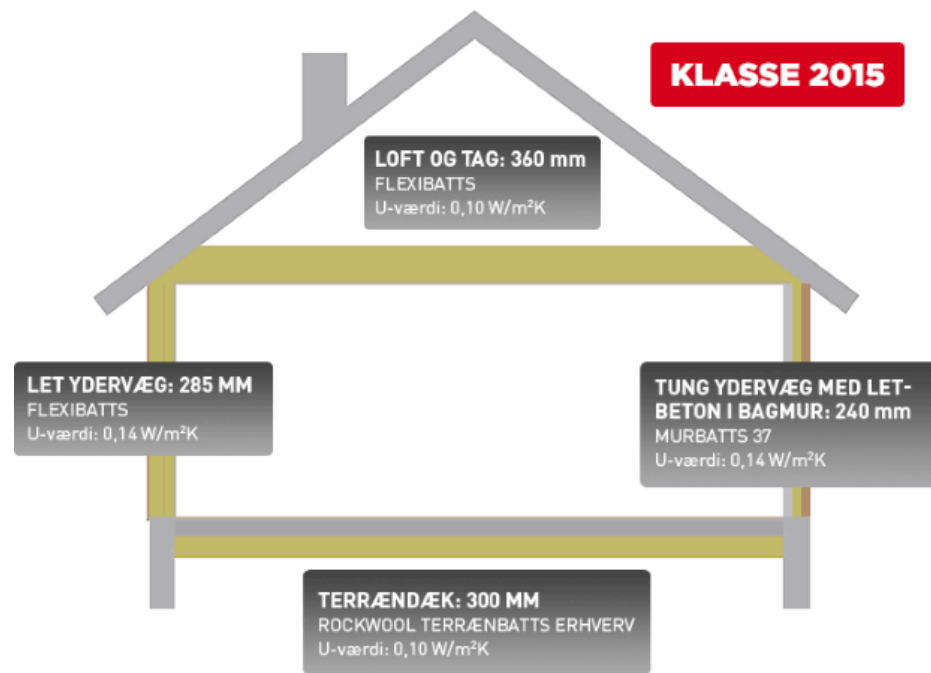 KLASSE 2015
LOFT OG TAG: 360 mm
FLEXIBATTS
U-værdi: 0,10 W/m²K
LET YDERVÆG: 285 MM
FLEXIBATTS
U-værdi: 0,14 W/m²K
TUNG YDERVÆG MED LET-
BETON I BAGMUR: 240 mm
MURBATTS 37
U-værdi: 0,14 W/m²K
TERRÆNDÆK: 300 MM
ROCKWOOL TERRÆNBATTS ERHVERV
U-værdi: 0,10 W/m²K